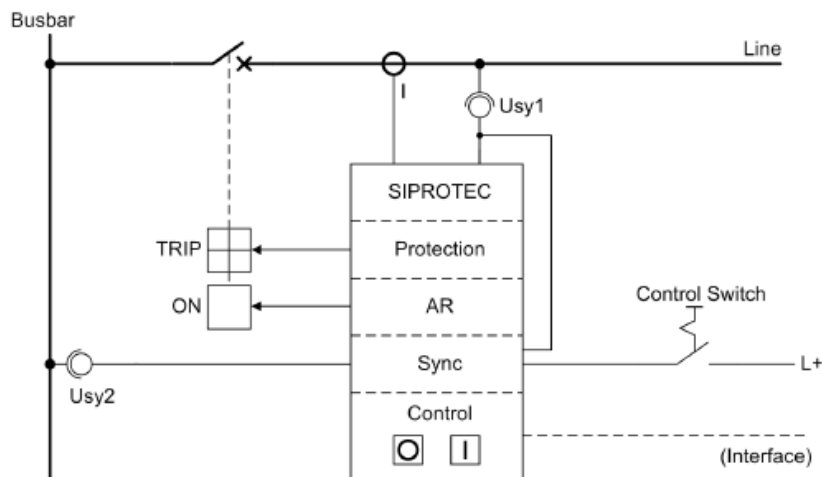 Busbar
Line
I
Usy1
SIPROTEC
TRIP
Protection
Control Switch
ON
AR
Sync
L+
Usy2
Control
O
I
(Interface)